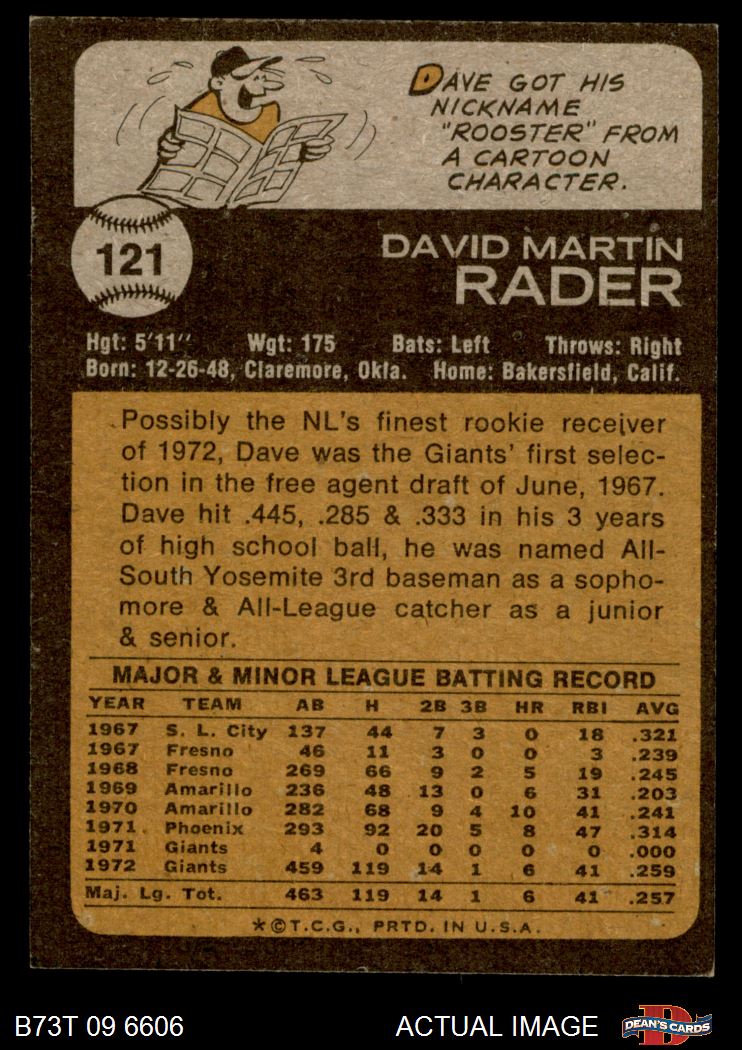 DAVE GOT HIS
NICKNAME
"ROOSTER" FROM
A CARTOON
CHARACTER.
121
DAVID MARTIN
RADER
Hgt: 5'11" Wgt: 175 Bats: Left Throws: Right
Born: 12-26-48, Claremore, Okla. Home: Bakersfield, Calif.
Possibly the NL's finest rookie receiver
of 1972, Dave was the Giants' first selec-
tion in the free agent draft of June, 1967.
Dave hit .445, .285 & .333 in his 3 years
of high school ball, he was named All-
South Yosemite 3rd baseman as a sopho-
more & All-League catcher as a junior
& senior.
MAJOR & MINOR LEAGUE BATTING RECORD
YEAR TEAM AB H 2B 3B HR RBI AVG
1967 S. L. City 137 44 7 3 0 18 .321
1967 Fresno 46 11 3 0 0 3 .239
1968 Fresno 269 66 9 2 5 19 .245
1969 Amarillo 236 48 13 0 6 31 .203
1970 Amarillo 282 68 9 4 10 41 .241
1971 Phoenix 293 92 20 5 8 47 .314
1971 Giants 4 0 0 0 0 0 .000
1972 Giants 459 119 14 1 6 41 .259
Maj. Lg. Tot. 463 119 14 1 6 41 .257
*©T.C.G., PRTD. IN U.S.A.
B73T 09 6606 ACTUAL IMAGE D DEAN'S CARDS